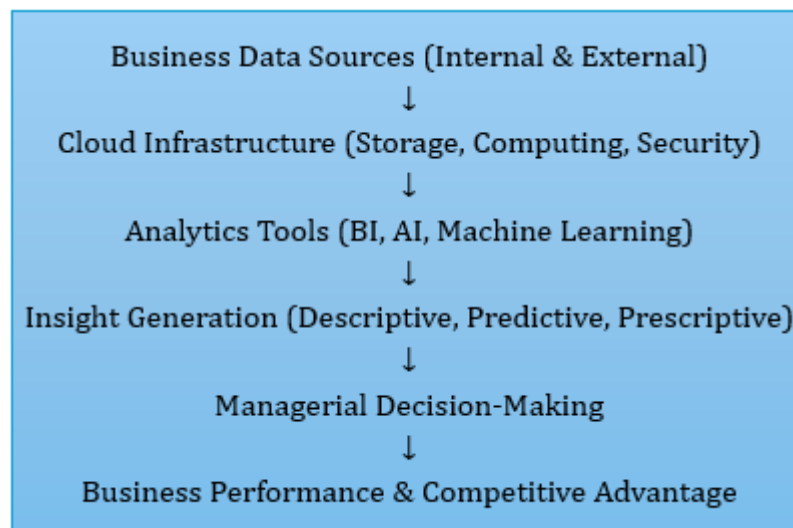 Business Data Sources (Internal & External)
↓
Cloud Infrastructure (Storage, Computing, Security)
↓
Analytics Tools (BI, AI, Machine Learning)
↓
Insight Generation (Descriptive, Predictive, Prescriptive)
↓
Managerial Decision-Making
↓
Business Performance & Competitive Advantage